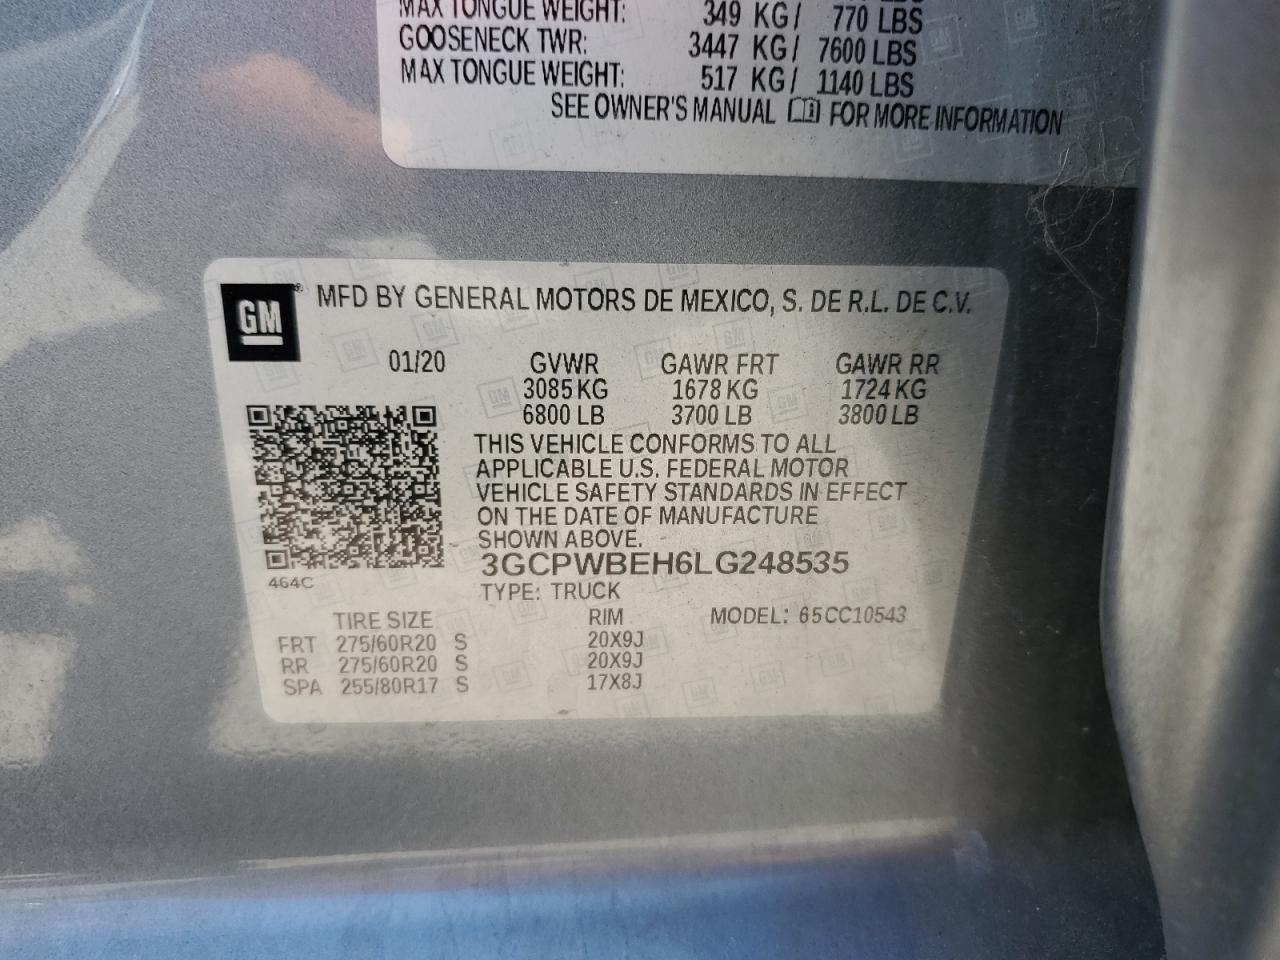 MAX TONGUE WEIGHT: 349 KG/ 770 LBS
GOOSENECK TWR: 3447 KG/ 7600 LBS
MAX TONGUE WEIGHT: 517 KG/ 1140 LBS
SEE OWNER'S MANUAL FOR MORE INFORMATION
GM MFD BY GENERAL MOTORS DE MEXICO, S. DE R.L. DE C.V.
01/20 GVWR GAWR FRT GAWR RR
3085 KG 1678 KG 1724 KG
6800 LB 3700 LB 3800 LB
THIS VEHICLE CONFORMS TO ALL
APPLICABLE U.S. FEDERAL MOTOR
VEHICLE SAFETY STANDARDS IN EFFECT
ON THE DATE OF MANUFACTURE
SHOWN ABOVE.
3GCPWBEH6LG248535
464C
TYPE: TRUCK
TIRE SIZE RIM MODEL: 65CC10543
FRT 275/60R20 S 20X9J
RR 275/60R20 S 20X9J
SPA 255/80R17 S 17X8J